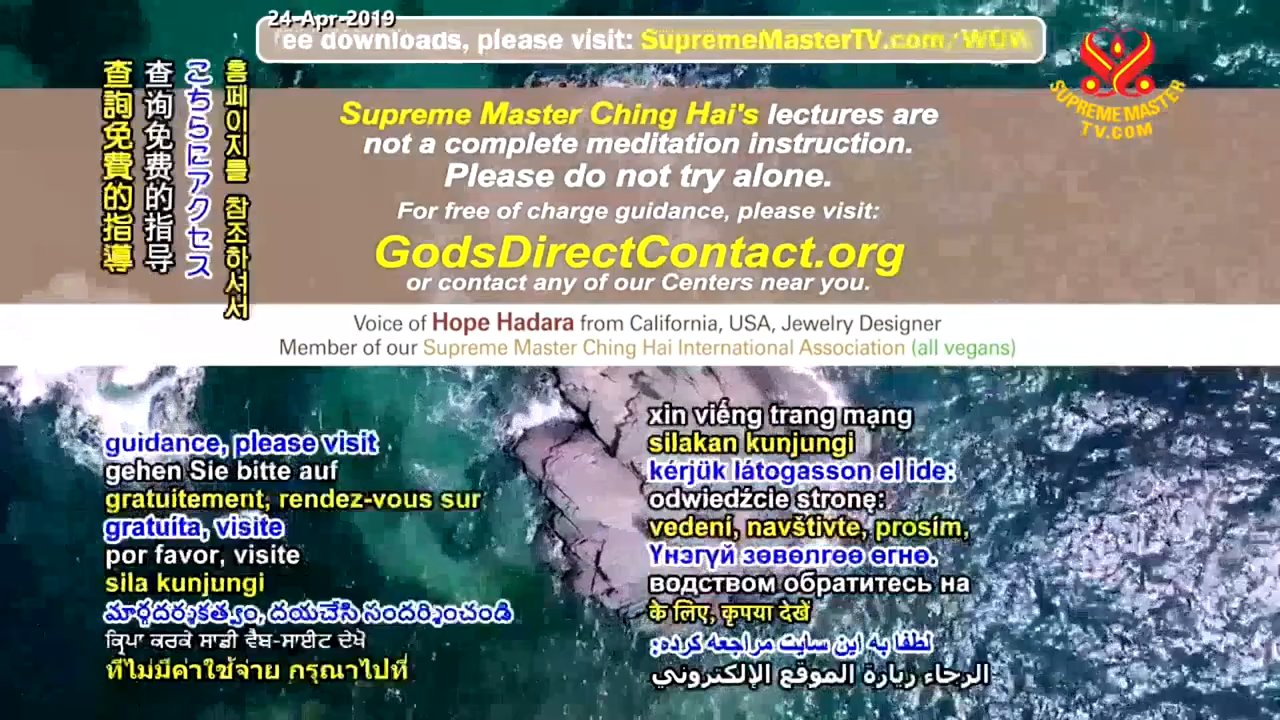 24-Apr-2019
ee downloads, please visit: SupremeMasterTV.com/WOW
SUPREME MASTER
TV.COM
查詢免費的指導
查询免费的指导
こちらにアクセス
홈페이지를 참조하셔서
Supreme Master Ching Hai's lectures are
not a complete meditation instruction.
Please do not try alone.
For free of charge guidance, please visit:
GodsDirectContact.org
or contact any of our Centers near you.
Voice of Hope Hadara from California, USA, Jewelry Designer
Member of our Supreme Master Ching Hai International Association (all vegans)
guidance, please visit
gehen Sie bitte auf
gratuitement, rendez-vous sur
gratuíta, visite
por favor, visite
sila kunjungi
మార్గదర్శకత్వం, దయచేసి సందర్శించండి
ਕ੍ਰਿਪਾ ਕਰਕੇ ਸਾਡੀ ਵੈਬ-ਸਾਈਟ ਦੇਖੋ
ที่ไม่มีค่าใช้จ่าย กรุณาไปที่
xin viếng trang mạng
silakan kunjungi
kérjük látogasson el ide:
odwiedźcie stronę:
vedení, navštivte, prosím,
Үнэгүй зөвөлгөө өгнө.
водством обратитесь на
के लिए, कृपया देखें
لطفا به این سایت مراجعه کرده:
الرجاء زيارة الموقع الإلكتروني